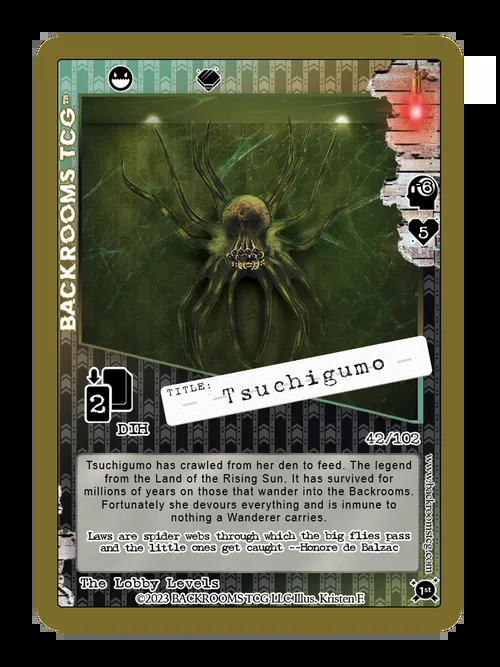 BACKROOMS TCG™
6
5
TITLE: Tsuchigumo
2
DIH
42/102
Tsuchigumo has crawled from her den to feed. The legend
from the Land of the Rising Sun. It has survived for
millions of years on those that wander into the Backrooms.
Fortunately she devours everything and is inmune to
nothing a Wanderer carries.
Laws are spider webs through which the big flies pass
and the little ones get caught --Honore de Balzac
www.backroomstcg.com
The Lobby Levels
©2023 BACKROOMS TCG LLC Illus. Kristen F.
1st